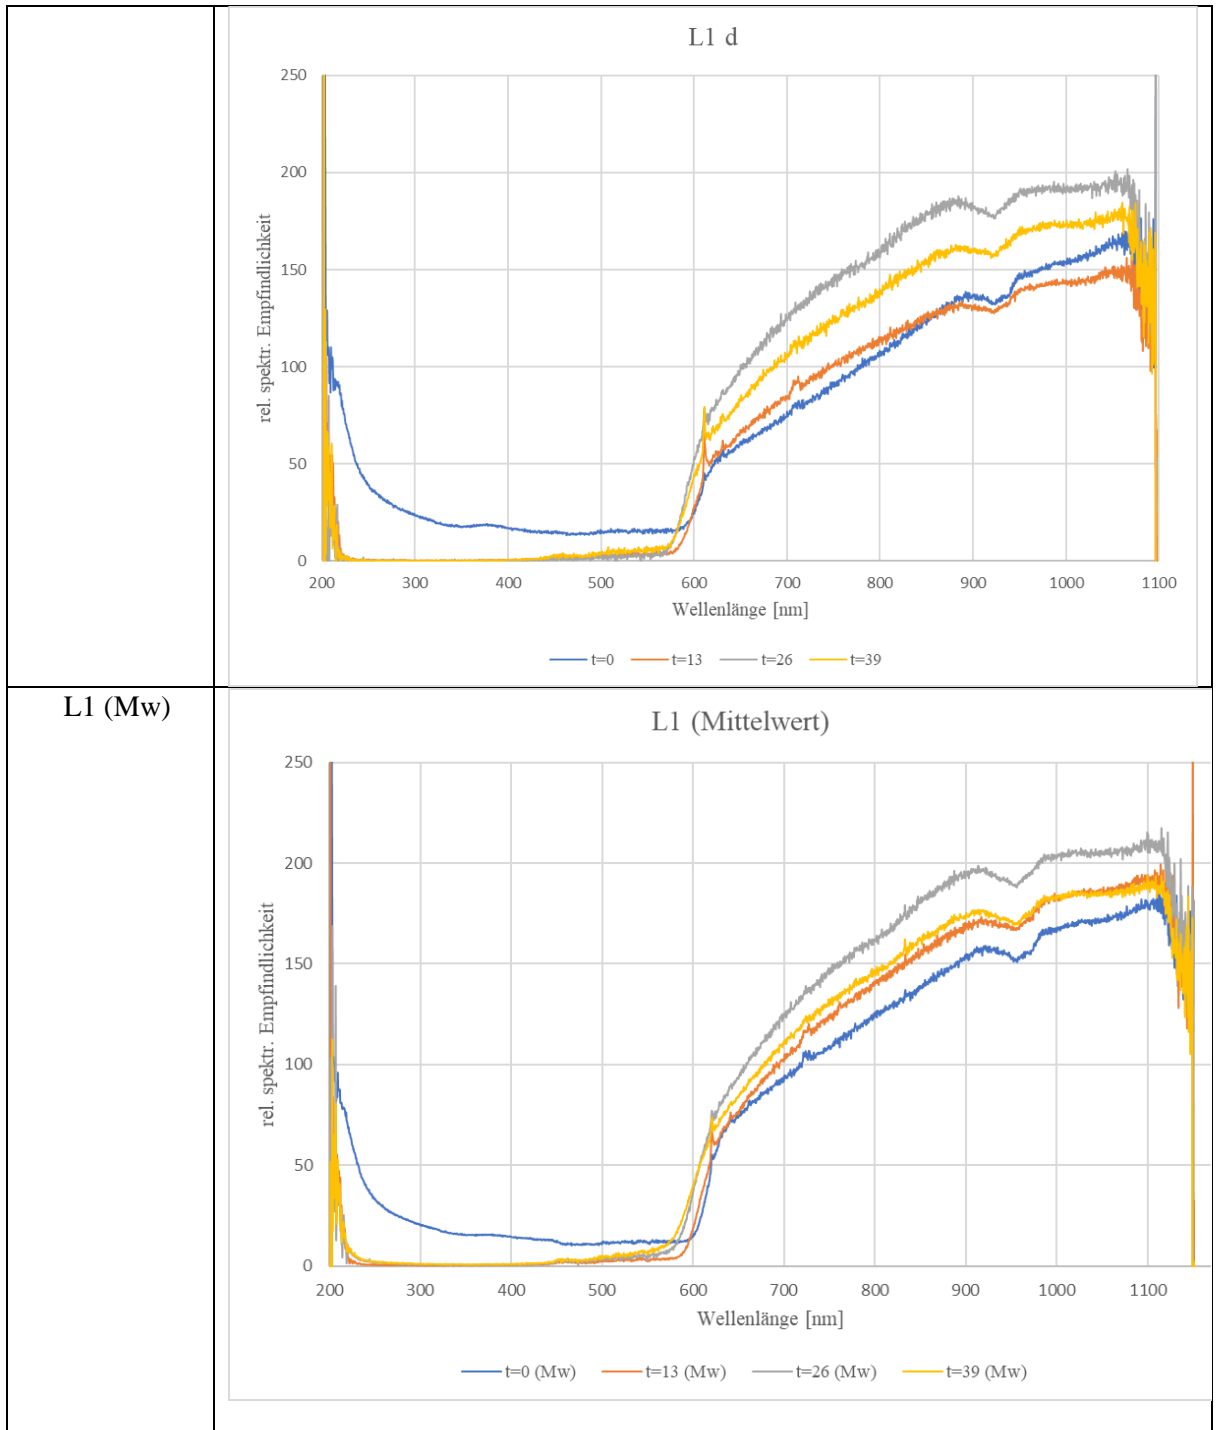 L1 d
250
200
150
100
50
0
rel. spektr. Empfindlichkeit
200 300 400 500 600 700 800 900 1000 1100
Wellenlänge [nm]
t=0 t=13 t=26 t=39
L1 (Mw)
L1 (Mittelwert)
250
200
150
100
50
0
rel. spektr. Empfindlichkeit
200 300 400 500 600 700 800 900 1000 1100
Wellenlänge [nm]
t=0 (Mw) t=13 (Mw) t=26 (Mw) t=39 (Mw)